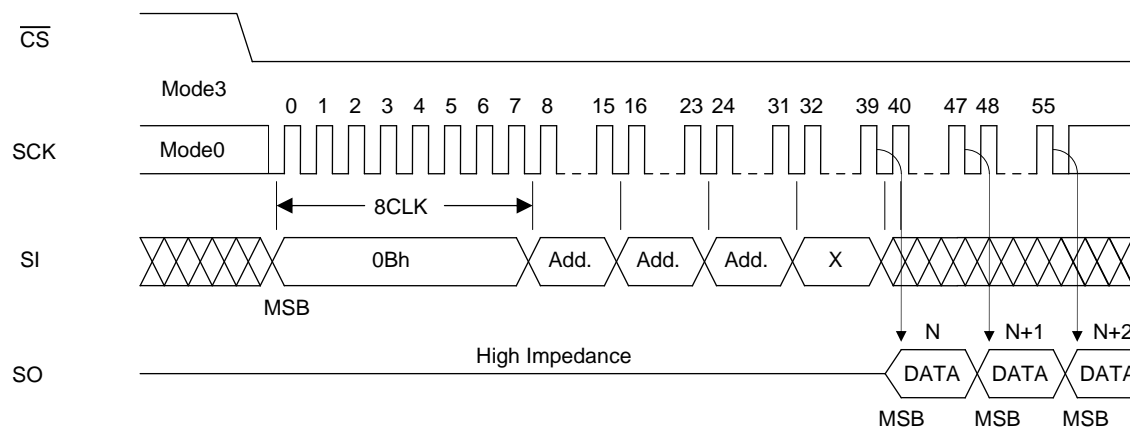 CS
Mode3
0 1 2 3 4 5 6 7 8 15 16 23 24 31 32 39 40 47 48 55
SCK Mode0
8CLK
SI 0Bh Add. Add. Add. X
MSB
N N+1 N+2
High Impedance
SO DATA DATA DATA
MSB MSB MSB